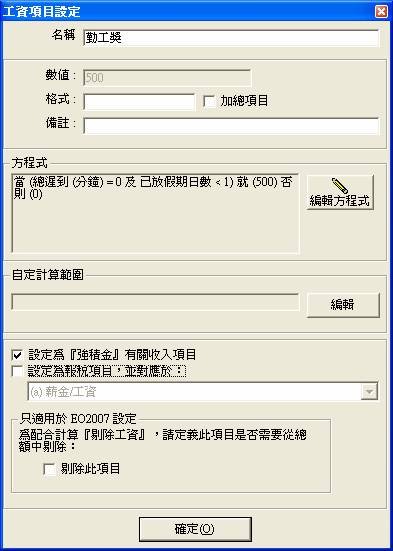 工資項目設定
名稱
勤工獎
數值：
500
格式：
加總項目
備註：
方程式
當 (總遲到 (分鐘) = 0 及 已放假期日數 < 1) 就 (500) 否
則 (0)
編輯方程式
自定計算範圍
編輯
設定為『強積金』有關收入項目
設定為報稅項目，並對應於：
(a) 薪金/工資
只適用於 EO2007 設定
為配合計算『剔除工資』，請定義此項目是否需要從總
額中剔除：
剔除此項目
確定(O)